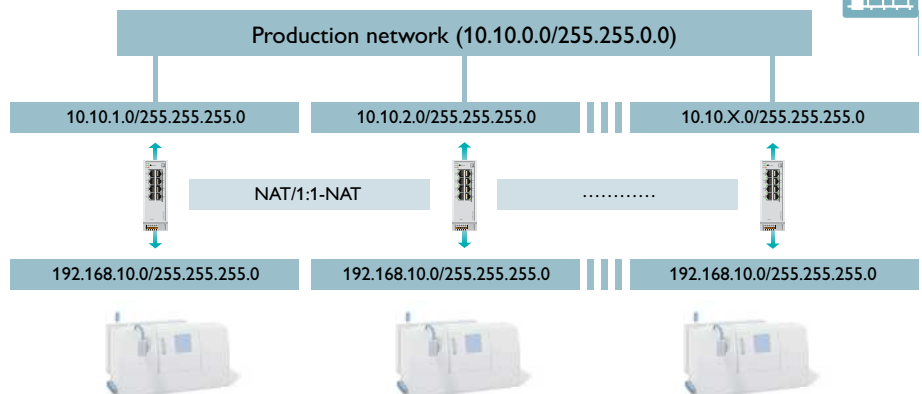 Production network (10.10.0.0/255.255.0.0)
10.10.1.0/255.255.255.0
10.10.2.0/255.255.255.0
10.10.X.0/255.255.255.0
NAT/1:1-NAT
............
192.168.10.0/255.255.255.0
192.168.10.0/255.255.255.0
192.168.10.0/255.255.255.0